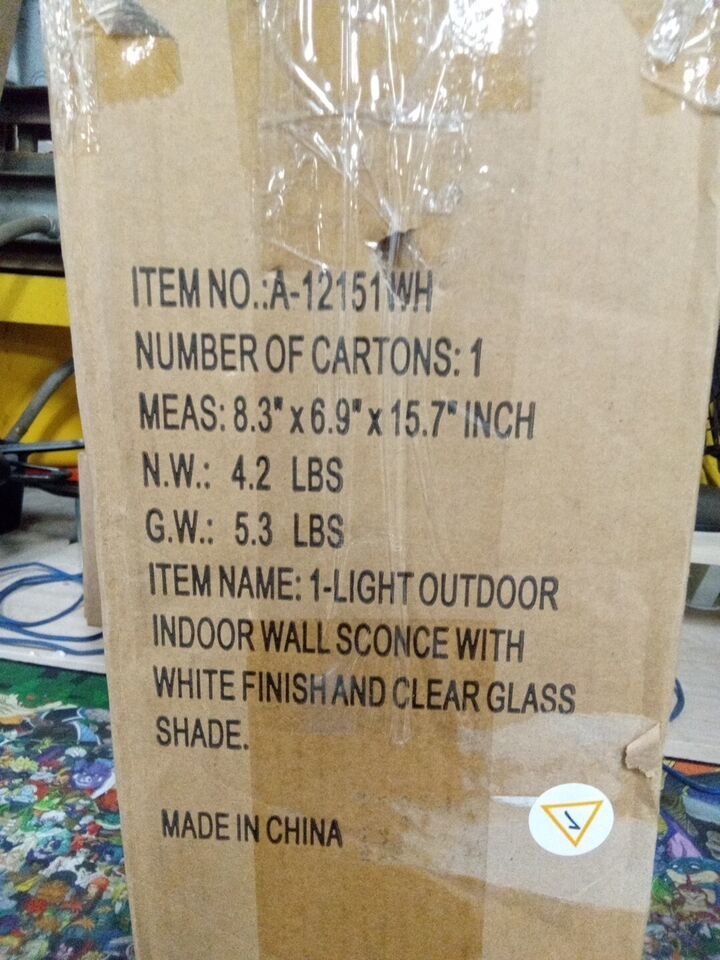 ITEM NO.:A-12151WH
NUMBER OF CARTONS: 1
MEAS: 8.3" x 6.9" x 15.7" INCH
N.W.: 4.2 LBS
G.W.: 5.3 LBS
ITEM NAME: 1-LIGHT OUTDOOR
INDOOR WALL SCONCE WITH
WHITE FINISH AND CLEAR GLASS
SHADE.
MADE IN CHINA